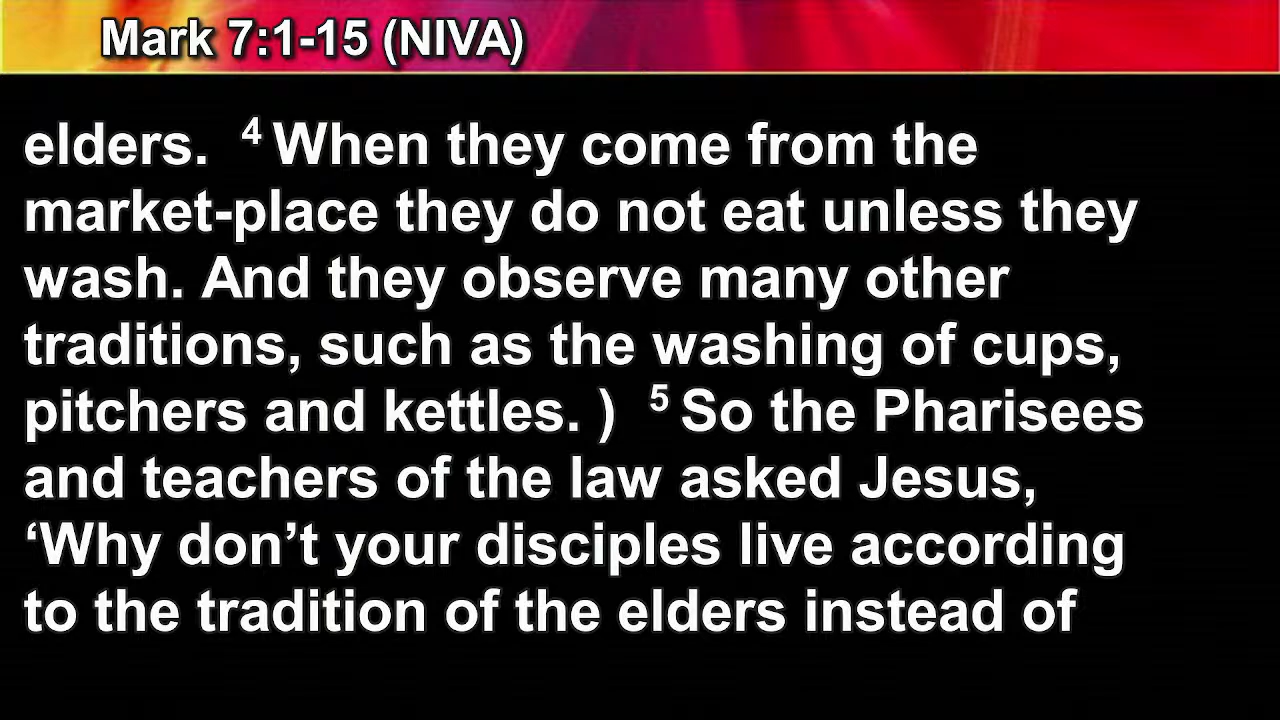 Mark 7:1-15 (NIVA)
elders. 4 When they come from the
market-place they do not eat unless they
wash. And they observe many other
traditions, such as the washing of cups,
pitchers and kettles. ) 5 So the Pharisees
and teachers of the law asked Jesus,
‘Why don’t your disciples live according
to the tradition of the elders instead of